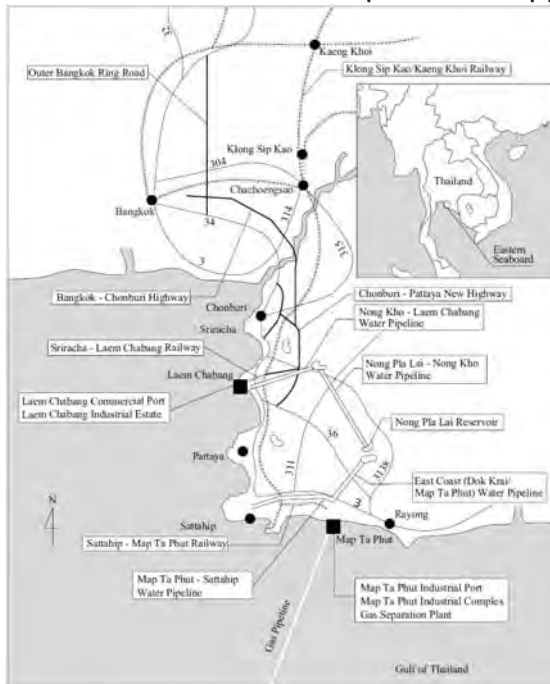 Kaeng Khoi
Outer Bangkok Ring Road
Klong Sip Kao/Kaeng Khoi Railway
304
Klong Sip Kao
Chachoengsao
Thailand
Bangkok
34
314
315
Eastern
Seaboard
3
Bangkok - Chonburi Highway
Chonburi
Chonburi - Pattaya New Highway
Sriracha
Nong Kho - Laem Chabang
Water Pipeline
Sriracha - Laem Chabang Railway
Laem Chabang
Nong Pla Lai - Nong Kho
Water Pipeline
Laem Chabang Commercial Port
Laem Chabang Industrial Estate
36
Nong Pla Lai Reservoir
Pattaya
311
3138
East Coast (Dok Krai/
Map Ta Phut) Water Pipeline
N
3
Sattahip
Rayong
Sattahip - Map Ta Phut Railway
Map Ta Phut
Map Ta Phut - Sattahip
Water Pipeline
Map Ta Phut Industrial Port
Map Ta Phut Industrial Complex
Gas Separation Plant
Gas Pipeline
Gulf of Thailand